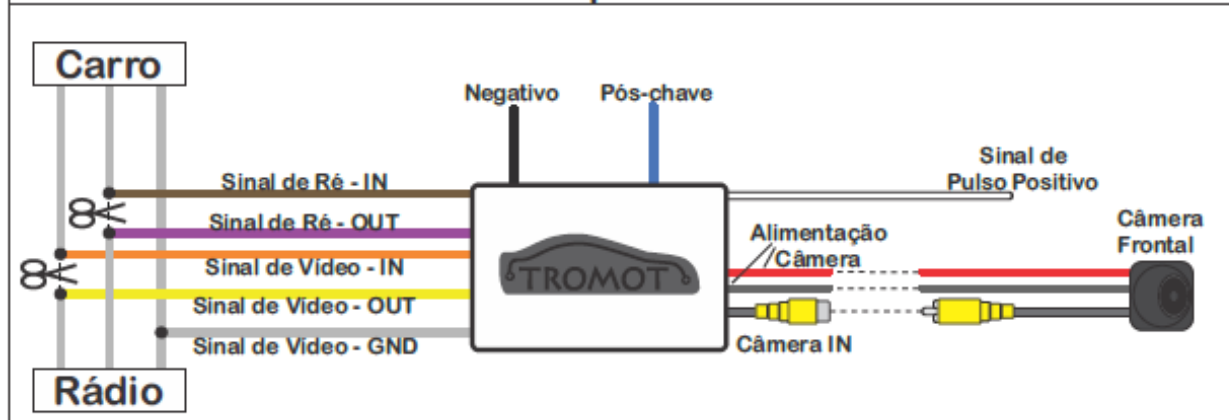 Carro
Negativo
Pós-chave
Sinal de Ré - IN
Sinal de Ré - OUT
Sinal de Vídeo - IN
Sinal de Vídeo - OUT
Sinal de Vídeo - GND
Rádio
TROMOT
Sinal de
Pulso Positivo
Alimentação
Câmera
Câmera IN
Câmera
Frontal